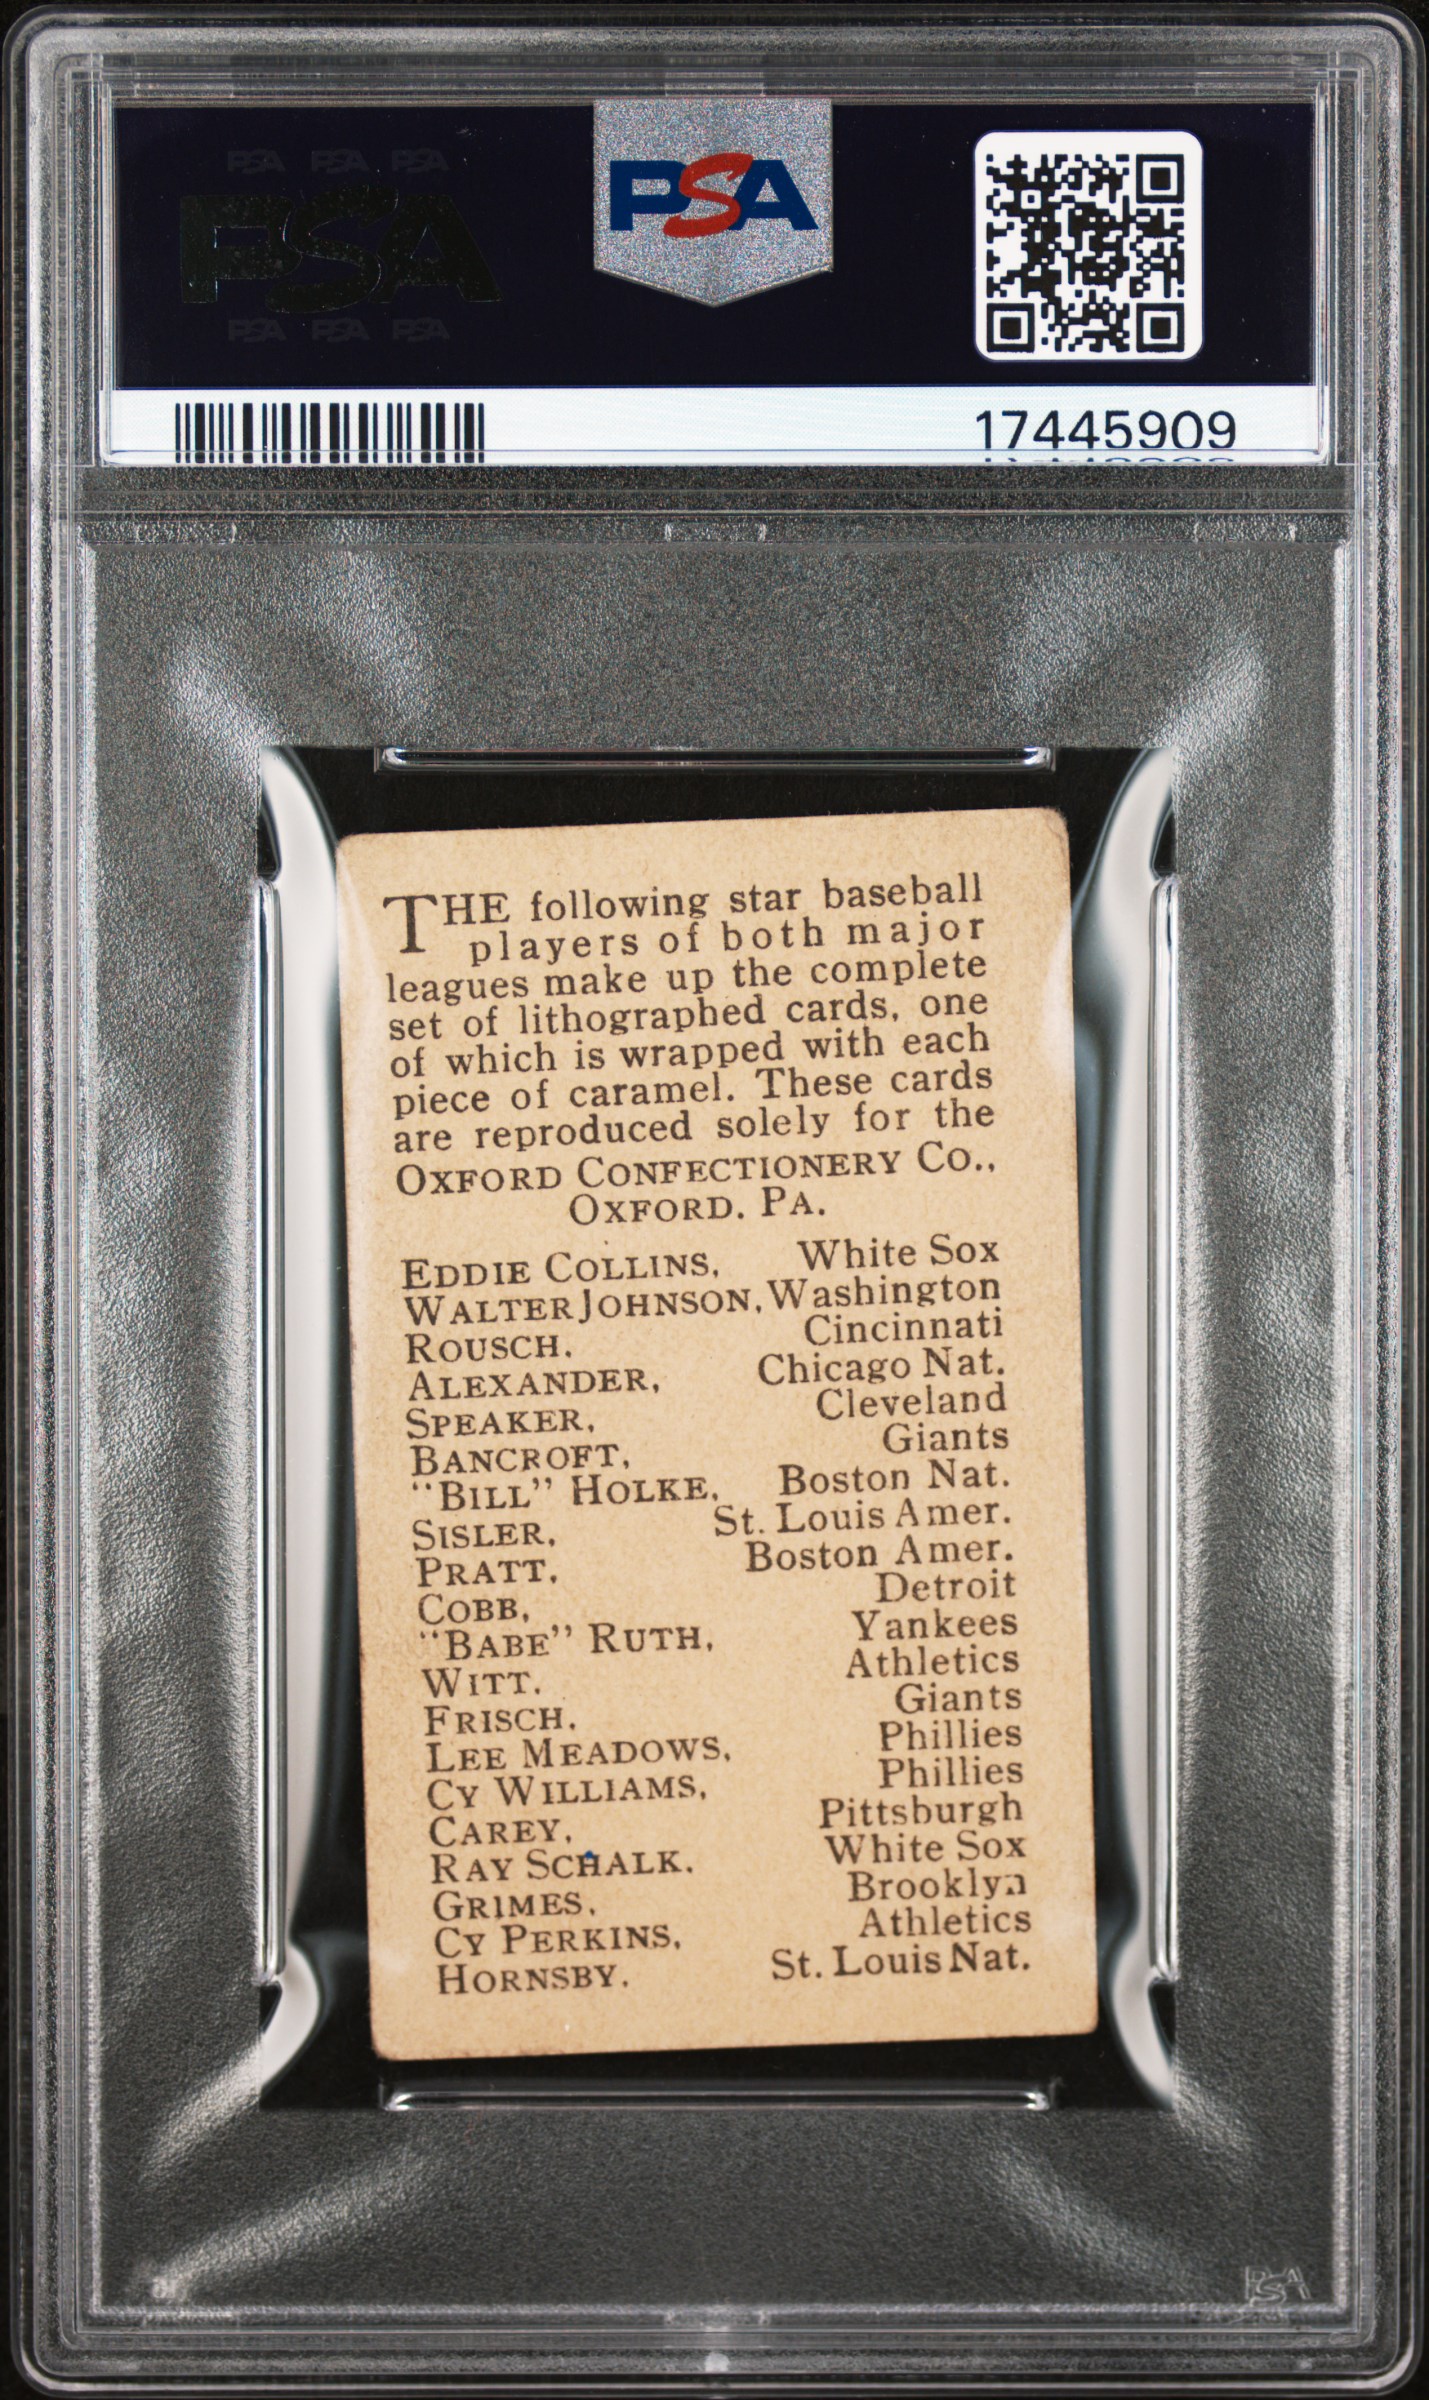 PSA PSA PSA
PSA
PSA PSA PSA
PSA
17445909
THE following star baseball
players of both major
leagues make up the complete
set of lithographed cards, one
of which is wrapped with each
piece of caramel. These cards
are reproduced solely for the
OXFORD CONFECTIONERY CO.,
OXFORD. PA.
EDDIE COLLINS, White Sox
WALTER JOHNSON, Washington
ROUSCH, Cincinnati
ALEXANDER, Chicago Nat.
SPEAKER, Cleveland
BANCROFT, Giants
"BILL" HOLKE, Boston Nat.
SISLER, St. Louis Amer.
PRATT, Boston Amer.
COBB, Detroit
"BABE" RUTH, Yankees
WITT, Athletics
FRISCH, Giants
LEE MEADOWS, Phillies
CY WILLIAMS, Phillies
CAREY, Pittsburgh
RAY SCHALK, White Sox
GRIMES, Brooklyn
CY PERKINS, Athletics
HORNSBY, St. Louis Nat.
PSA